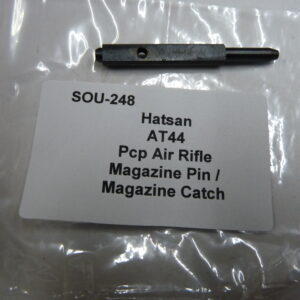 SOU-248
Hatsan
AT44
Pcp Air Rifle
Magazine Pin /
Magazine Catch